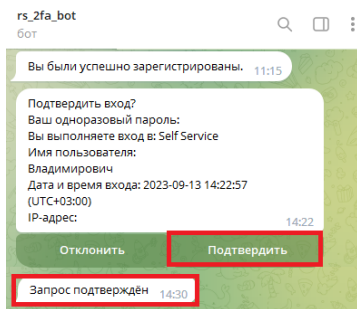 rs_2fa_bot
бот
Вы были успешно зарегистрированы. 11:15
Подтвердить вход?
Ваш одноразовый пароль:
Вы выполняете вход в: Self Service
Имя пользователя:
Владимирович
Дата и время входа: 2023-09-13 14:22:57
(UTC+03:00)
IP-адрес:
14:22
Отклонить Подтвердить
Запрос подтверждён 14:30